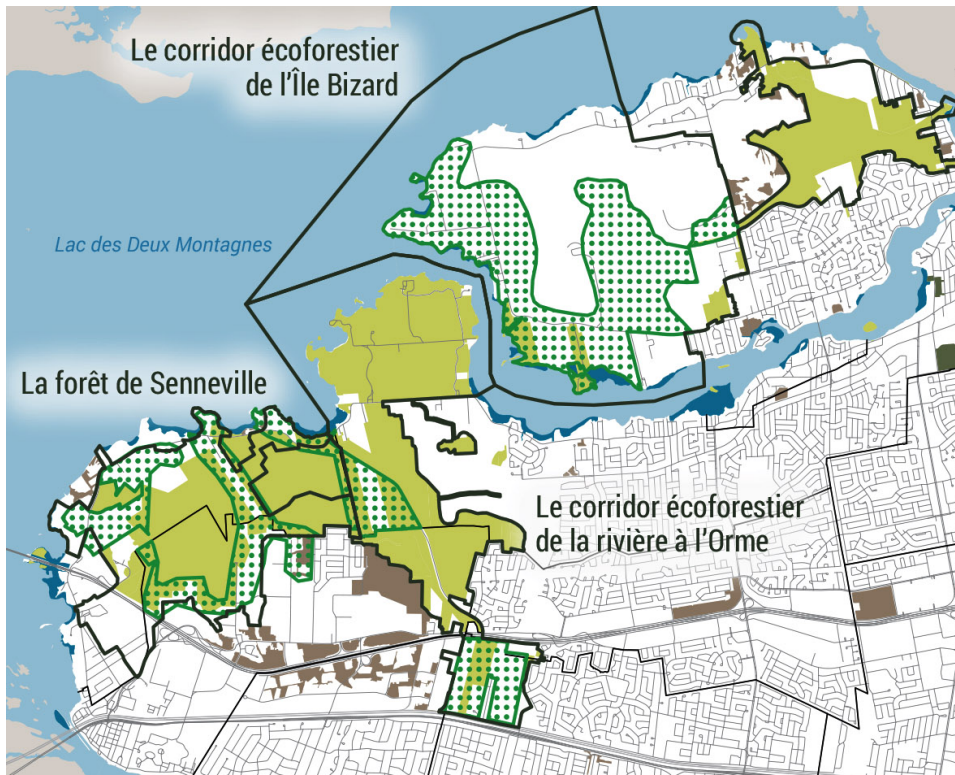 Le corridor écoforestier
de l'Île Bizard
Lac des Deux Montagnes
La forêt de Senneville
Le corridor écoforestier
de la rivière à l'Orme